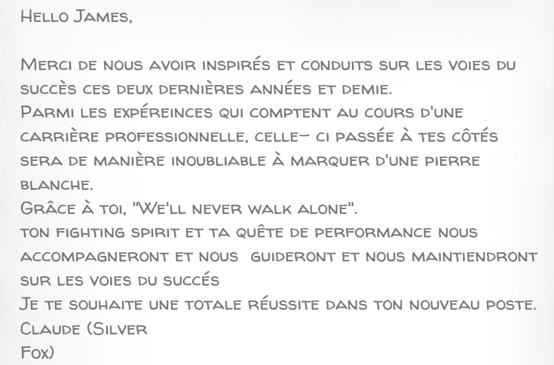 Hello James,
Merci de nous avoir inspirés et conduits sur les voies du
succès ces deux dernières années et demie.
Parmi les expéreinces qui comptent au cours d'une
carrière professionnelle, celle- ci passée à tes côtés
sera de manière inoubliable à marquer d'une pierre
blanche.
Grâce à toi, "We'll never walk alone".
ton fighting spirit et ta quête de performance nous
accompagneront et nous  guideront et nous maintiendront
sur les voies du succés
Je te souhaite une totale réussite dans ton nouveau poste.
Claude (Silver
Fox)